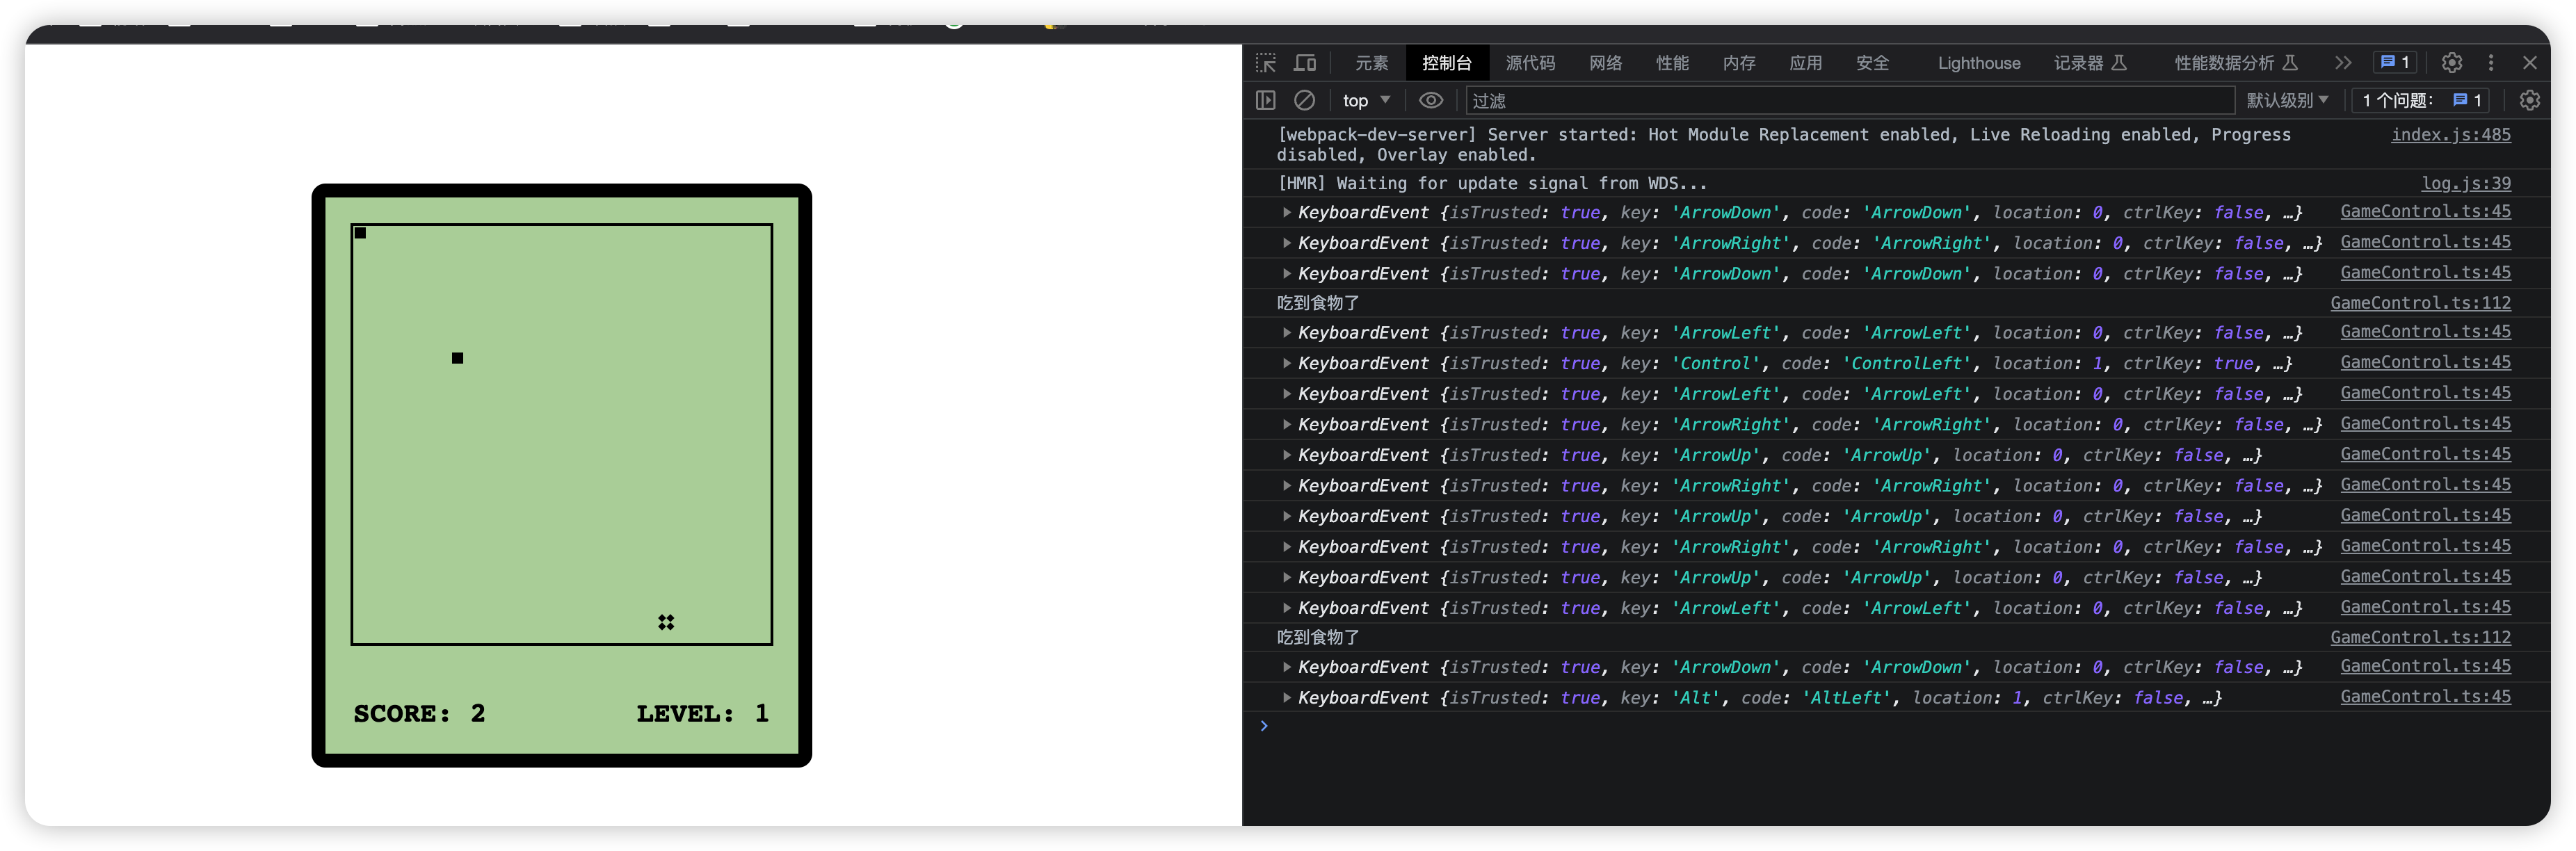 SCORE: 2
LEVEL: 1
元素 控制台 源代码 网络 性能 内存 应用 安全 Lighthouse 记录器 性能数据分析 1
top 过滤 默认级别 1 个问题: 1
[webpack-dev-server] Server started: Hot Module Replacement enabled, Live Reloading enabled, Progress index.js:485
disabled, Overlay enabled.
[HMR] Waiting for update signal from WDS... log.js:39
KeyboardEvent {isTrusted: true, key: 'ArrowDown', code: 'ArrowDown', location: 0, ctrlKey: false, …} GameControl.ts:45
KeyboardEvent {isTrusted: true, key: 'ArrowRight', code: 'ArrowRight', location: 0, ctrlKey: false, …} GameControl.ts:45
KeyboardEvent {isTrusted: true, key: 'ArrowDown', code: 'ArrowDown', location: 0, ctrlKey: false, …} GameControl.ts:45
吃到食物了 GameControl.ts:112
KeyboardEvent {isTrusted: true, key: 'ArrowLeft', code: 'ArrowLeft', location: 0, ctrlKey: false, …} GameControl.ts:45
KeyboardEvent {isTrusted: true, key: 'Control', code: 'ControlLeft', location: 1, ctrlKey: true, …} GameControl.ts:45
KeyboardEvent {isTrusted: true, key: 'ArrowLeft', code: 'ArrowLeft', location: 0, ctrlKey: false, …} GameControl.ts:45
KeyboardEvent {isTrusted: true, key: 'ArrowRight', code: 'ArrowRight', location: 0, ctrlKey: false, …} GameControl.ts:45
KeyboardEvent {isTrusted: true, key: 'ArrowUp', code: 'ArrowUp', location: 0, ctrlKey: false, …} GameControl.ts:45
KeyboardEvent {isTrusted: true, key: 'ArrowRight', code: 'ArrowRight', location: 0, ctrlKey: false, …} GameControl.ts:45
KeyboardEvent {isTrusted: true, key: 'ArrowUp', code: 'ArrowUp', location: 0, ctrlKey: false, …} GameControl.ts:45
KeyboardEvent {isTrusted: true, key: 'ArrowRight', code: 'ArrowRight', location: 0, ctrlKey: false, …} GameControl.ts:45
KeyboardEvent {isTrusted: true, key: 'ArrowUp', code: 'ArrowUp', location: 0, ctrlKey: false, …} GameControl.ts:45
KeyboardEvent {isTrusted: true, key: 'ArrowLeft', code: 'ArrowLeft', location: 0, ctrlKey: false, …} GameControl.ts:45
吃到食物了 GameControl.ts:112
KeyboardEvent {isTrusted: true, key: 'ArrowDown', code: 'ArrowDown', location: 0, ctrlKey: false, …} GameControl.ts:45
KeyboardEvent {isTrusted: true, key: 'Alt', code: 'AltLeft', location: 1, ctrlKey: false, …} GameControl.ts:45